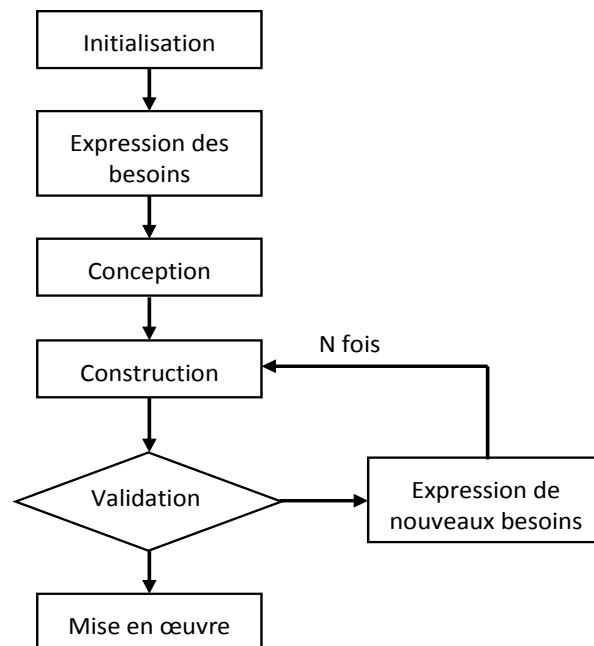 Initialisation
Expression des
besoins
Conception
N fois
Construction
Validation
Expression de
nouveaux besoins
Mise en œuvre